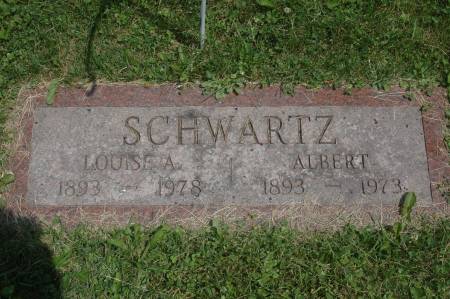 SCHWARTZ
LOUISE A. ALBERT
1893 — 1978 1893 — 1973